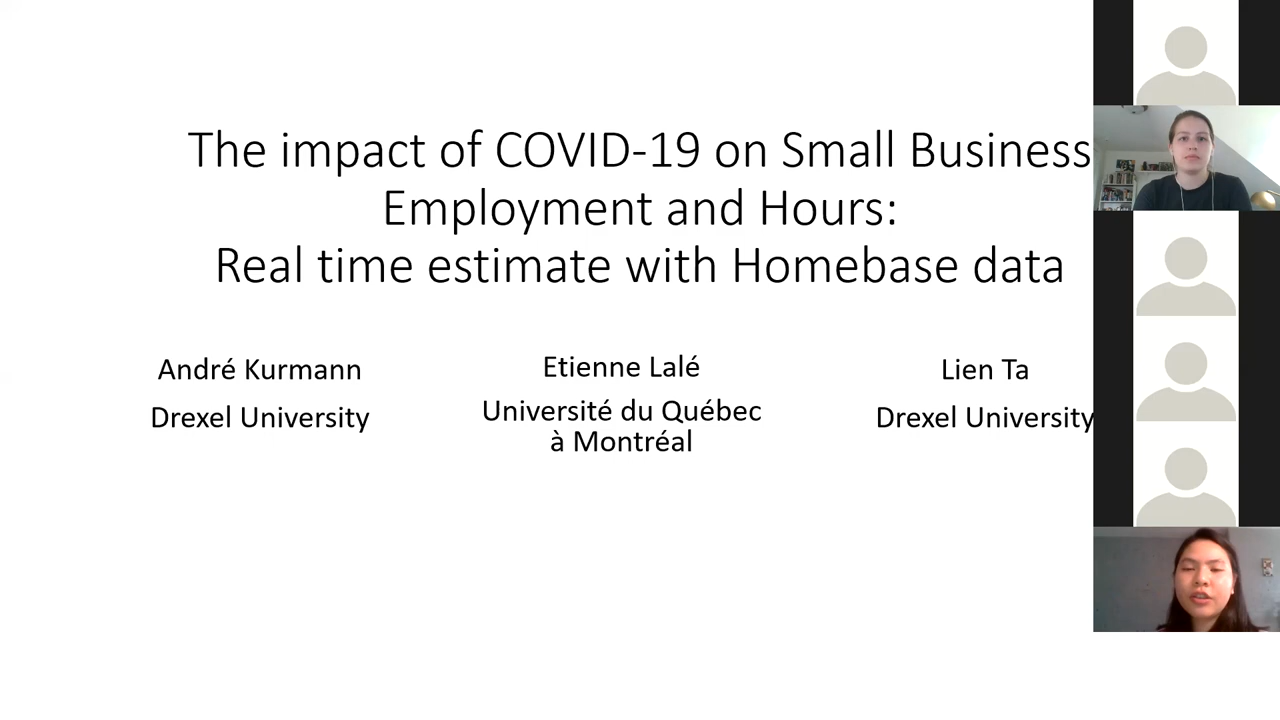 The impact of COVID-19 on Small Business
Employment and Hours:
Real time estimate with Homebase data
André Kurmann
Drexel University
Etienne Lalé
Université du Québec
à Montréal
Lien Ta
Drexel University